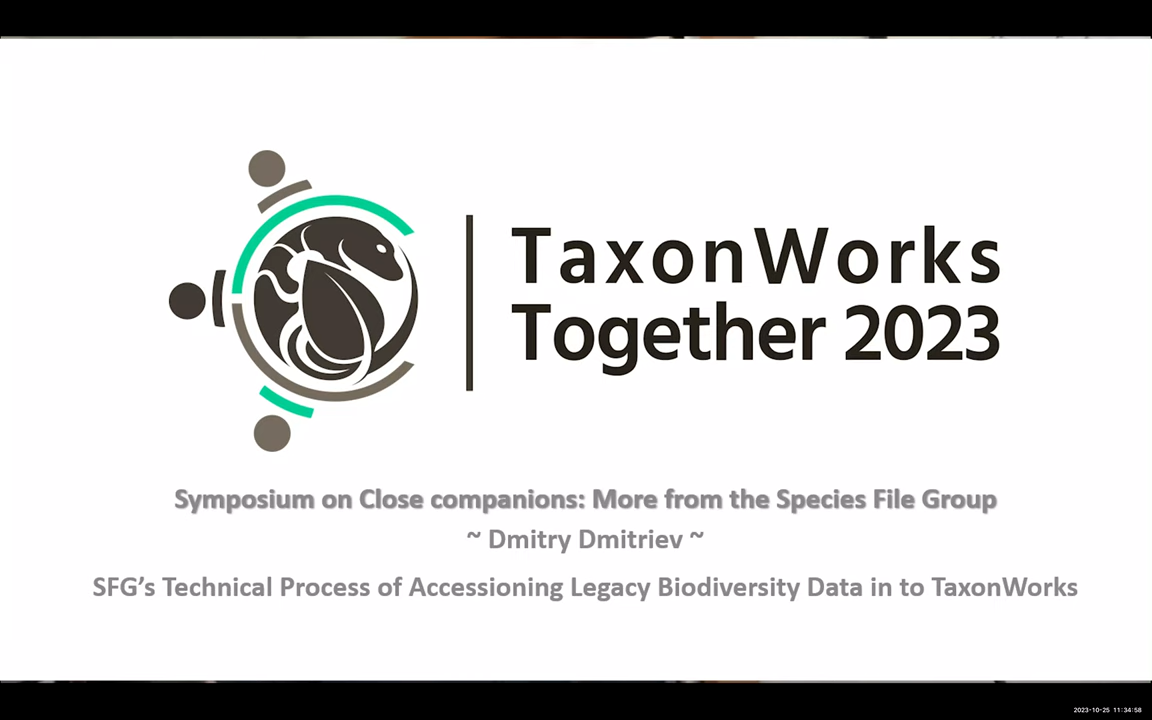 TaxonWorks
Together 2023
Symposium on Close companions: More from the Species File Group
~ Dmitry Dmitriev ~
SFG's Technical Process of Accessioning Legacy Biodiversity Data in to TaxonWorks
2023-10-25 11:34:58